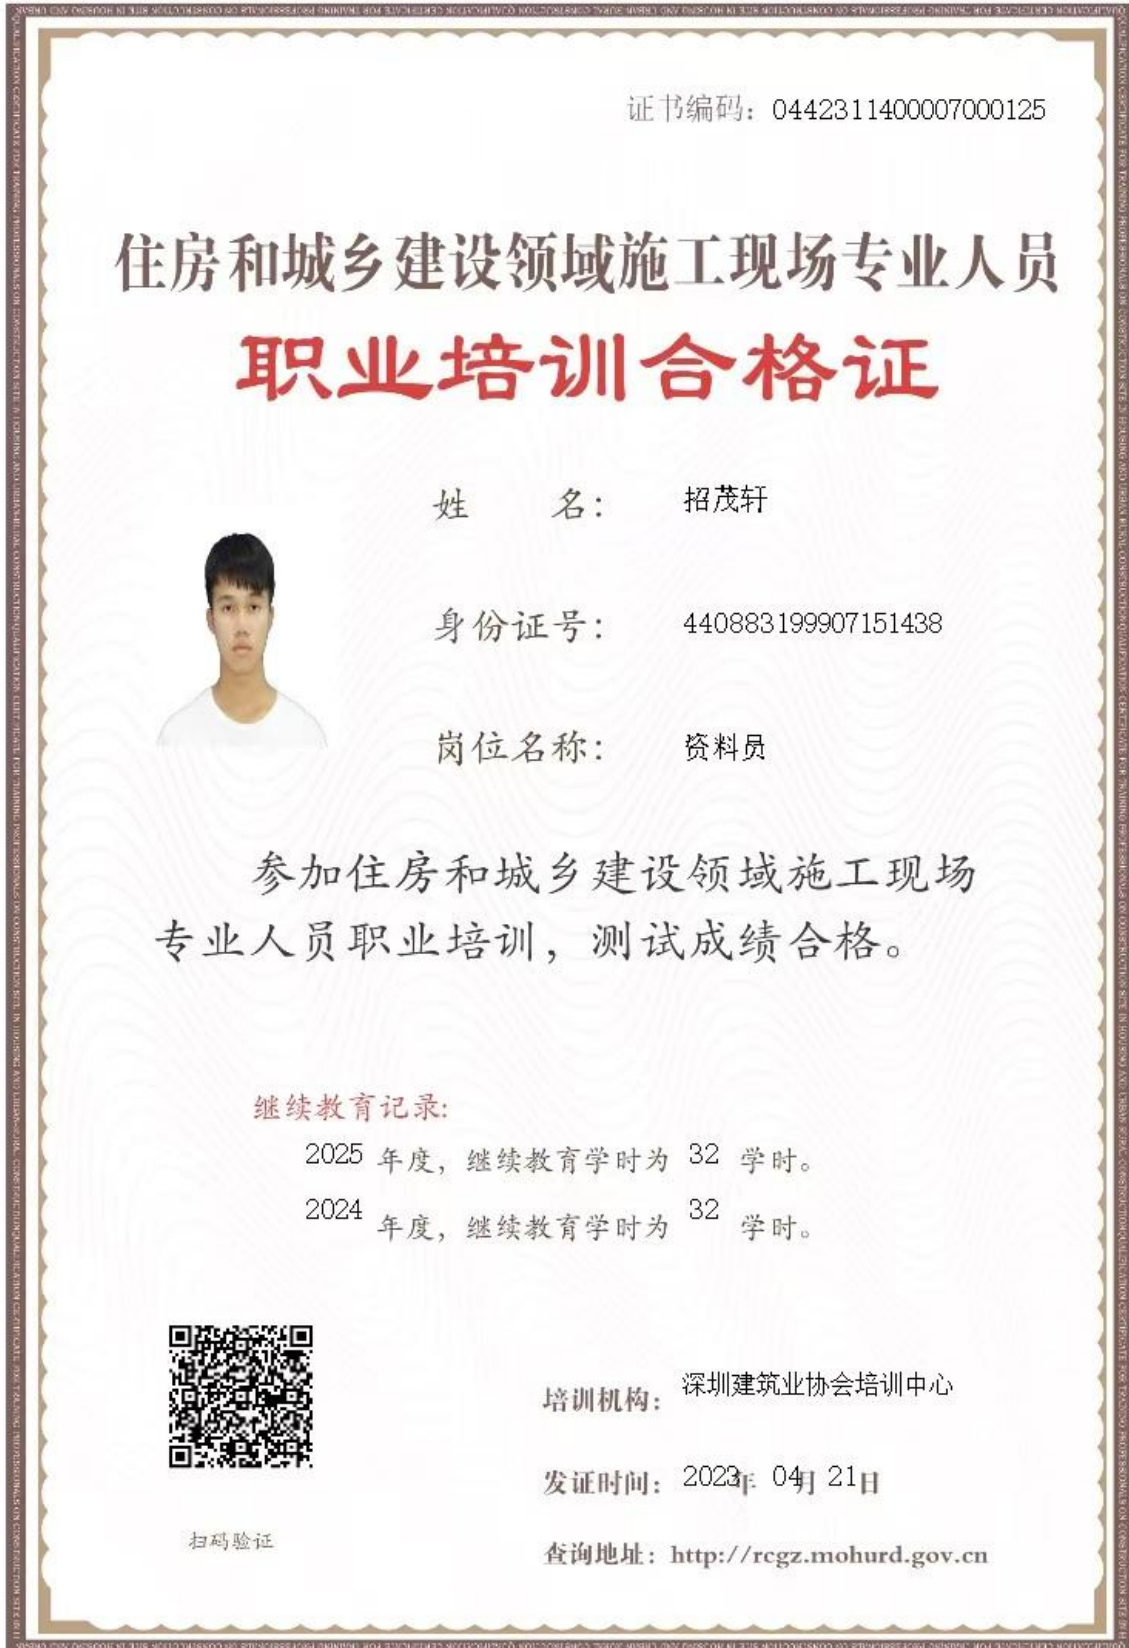 证书编码：0442311400007000125
住房和城乡建设领域施工现场专业人员
职业培训合格证
姓 名： 招茂轩
身份证号： 440883199907151438
岗位名称： 资料员
参加住房和城乡建设领域施工现场
专业人员职业培训，测试成绩合格。
继续教育记录:
2025 年度，继续教育学时为 32 学时。
2024 年度，继续教育学时为 32 学时。
培训机构： 深圳建筑业协会培训中心
发证时间： 2023年 04月 21日
扫码验证
查询地址：http://rcgz.mohurd.gov.cn